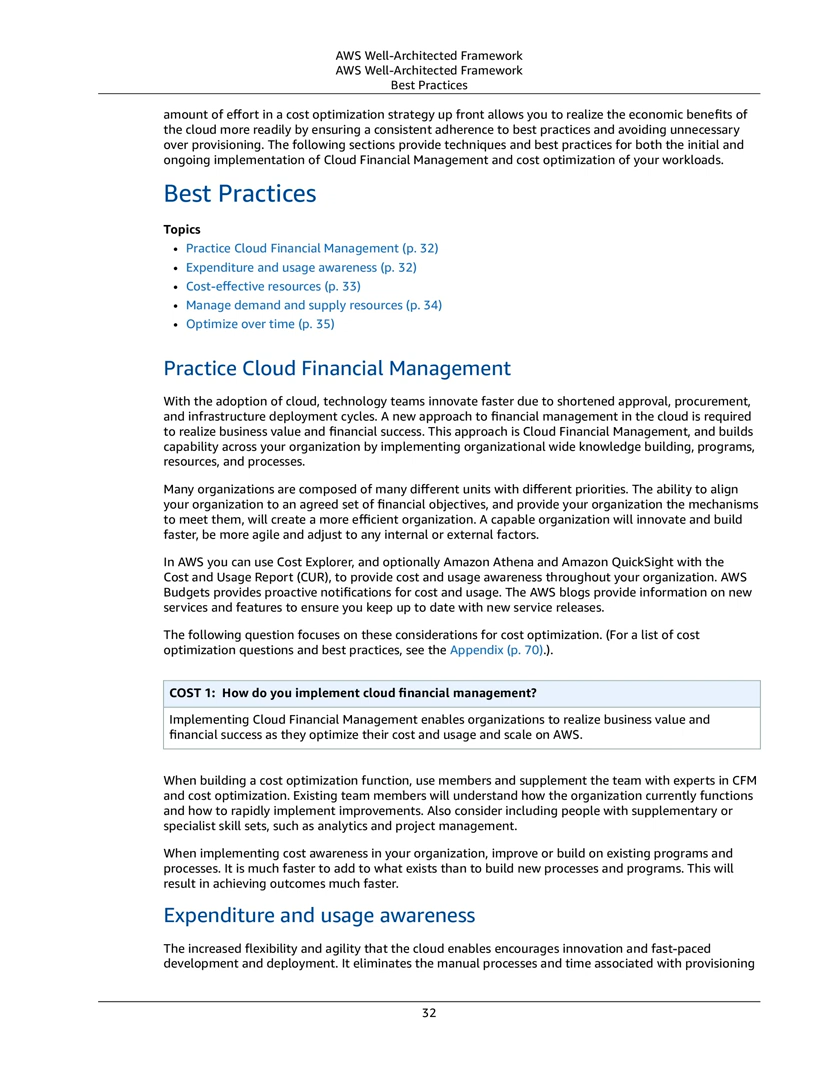 AWS Well-Architected Framework
AWS Well-Architected Framework
Best Practices
amount of effort in a cost optimization strategy up front allows you to realize the economic benefits of
the cloud more readily by ensuring a consistent adherence to best practices and avoiding unnecessary
over provisioning. The following sections provide techniques and best practices for both the initial and
ongoing implementation of Cloud Financial Management and cost optimization of your workloads.
Best Practices
Topics
• Practice Cloud Financial Management (p. 32)
• Expenditure and usage awareness (p. 32)
• Cost-effective resources (p. 33)
• Manage demand and supply resources (p. 34)
• Optimize over time (p. 35)
Practice Cloud Financial Management
With the adoption of cloud, technology teams innovate faster due to shortened approval, procurement,
and infrastructure deployment cycles. A new approach to financial management in the cloud is required
to realize business value and financial success. This approach is Cloud Financial Management, and builds
capability across your organization by implementing organizational wide knowledge building, programs,
resources, and processes.
Many organizations are composed of many different units with different priorities. The ability to align
your organization to an agreed set of financial objectives, and provide your organization the mechanisms
to meet them, will create a more efficient organization. A capable organization will innovate and build
faster, be more agile and adjust to any internal or external factors.
In AWS you can use Cost Explorer, and optionally Amazon Athena and Amazon QuickSight with the
Cost and Usage Report (CUR), to provide cost and usage awareness throughout your organization. AWS
Budgets provides proactive notifications for cost and usage. The AWS blogs provide information on new
services and features to ensure you keep up to date with new service releases.
The following question focuses on these considerations for cost optimization. (For a list of cost
optimization questions and best practices, see the Appendix (p. 70).).
COST 1:  How do you implement cloud financial management?
Implementing Cloud Financial Management enables organizations to realize business value and
financial success as they optimize their cost and usage and scale on AWS.
When building a cost optimization function, use members and supplement the team with experts in CFM
and cost optimization. Existing team members will understand how the organization currently functions
and how to rapidly implement improvements. Also consider including people with supplementary or
specialist skill sets, such as analytics and project management.
When implementing cost awareness in your organization, improve or build on existing programs and
processes. It is much faster to add to what exists than to build new processes and programs. This will
result in achieving outcomes much faster.
Expenditure and usage awareness
The increased flexibility and agility that the cloud enables encourages innovation and fast-paced
development and deployment. It eliminates the manual processes and time associated with provisioning
32